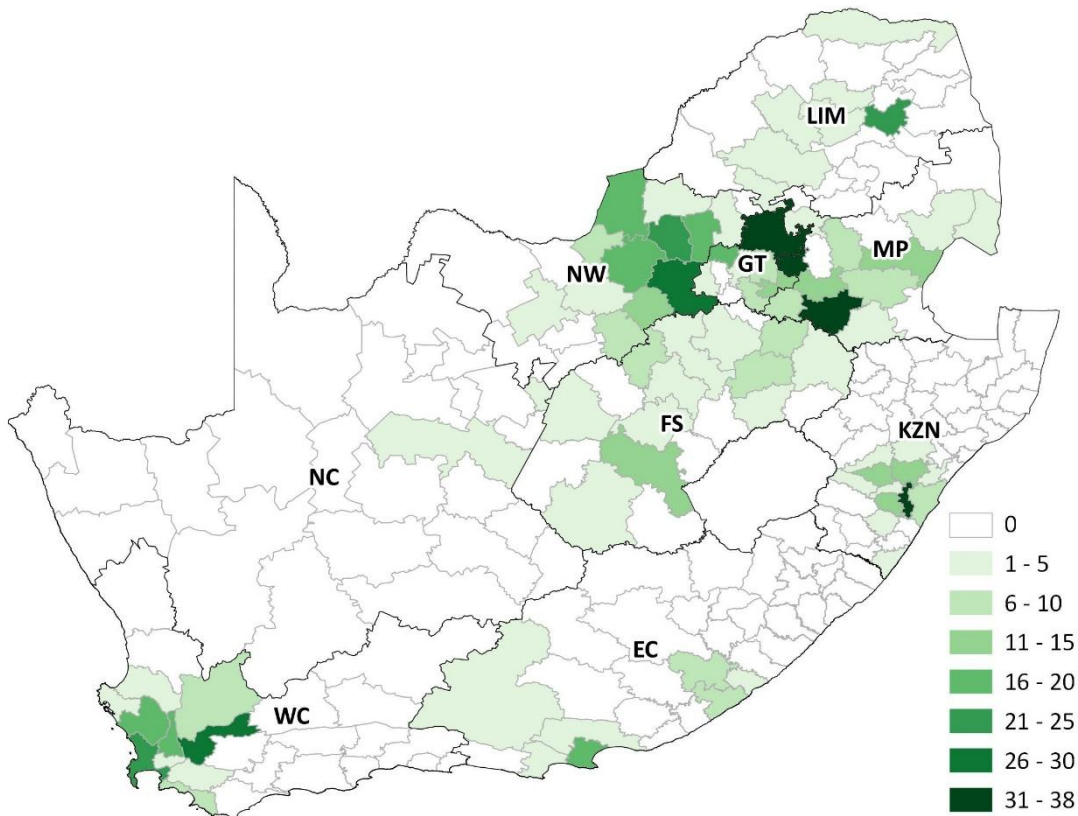 LIM
MP
GT
NW
KZN
FS
NC
EC
WC
0
1 - 5
6 - 10
11 - 15
16 - 20
21 - 25
26 - 30
31 - 38